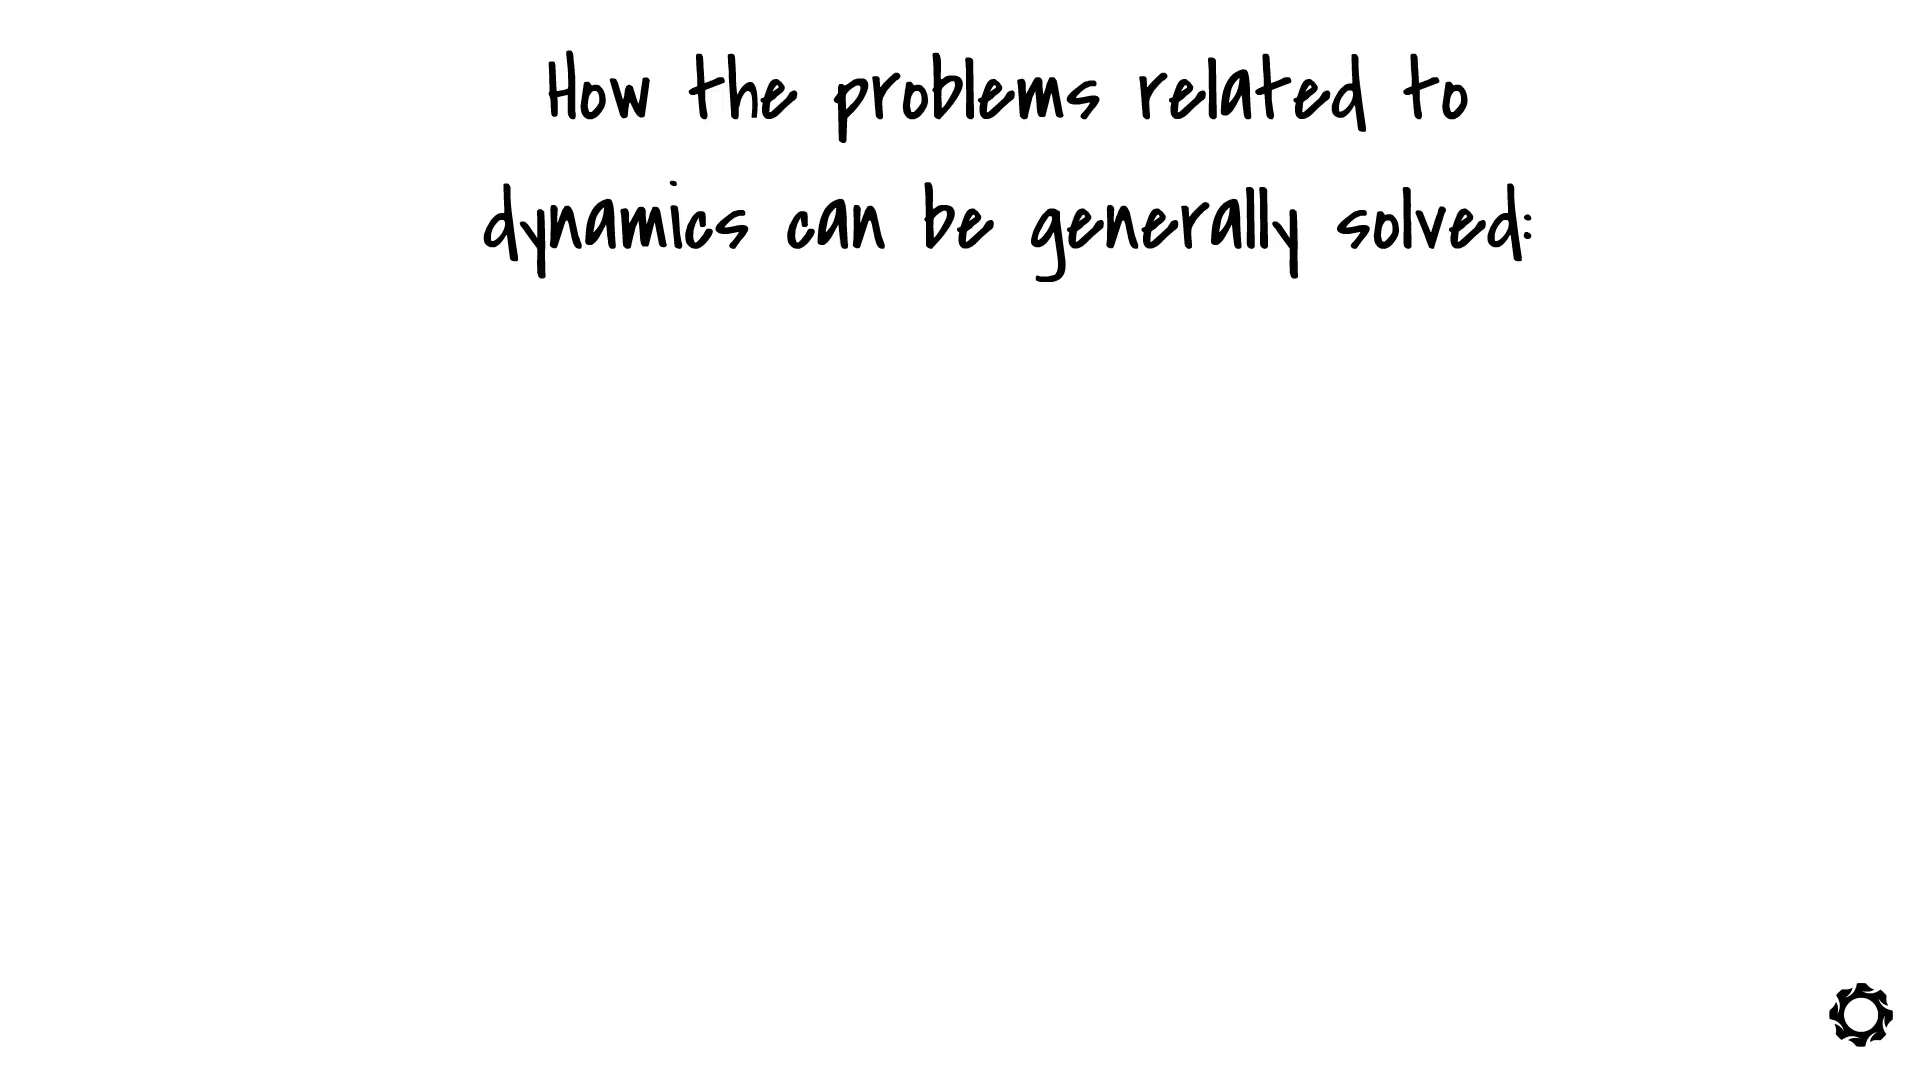 How the problems related to
dynamics can be generally solved: